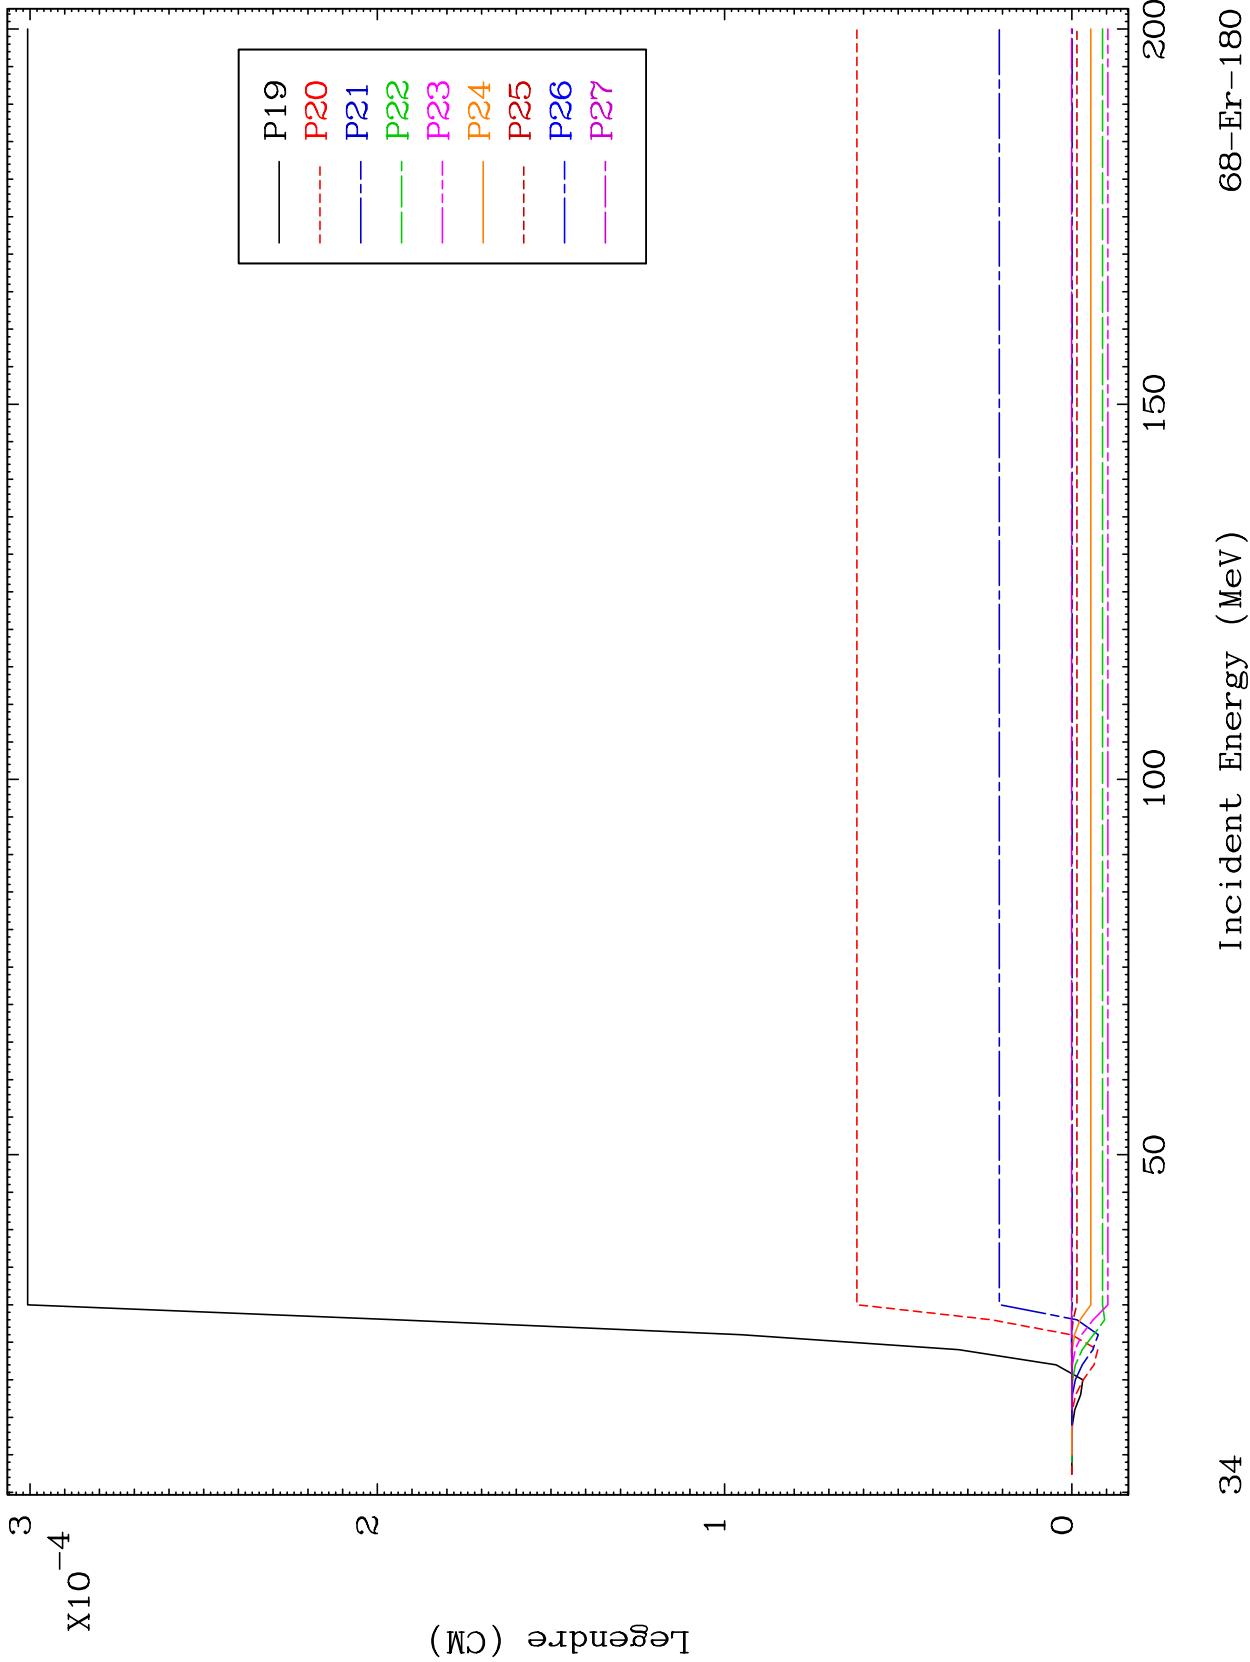 X10-4
3
2
1
0
Legendre (CM)
P19
P20
P21
P22
P23
P24
P25
P26
P27
50
100
150
200
34
Incident Energy (MeV)
68-Er-180